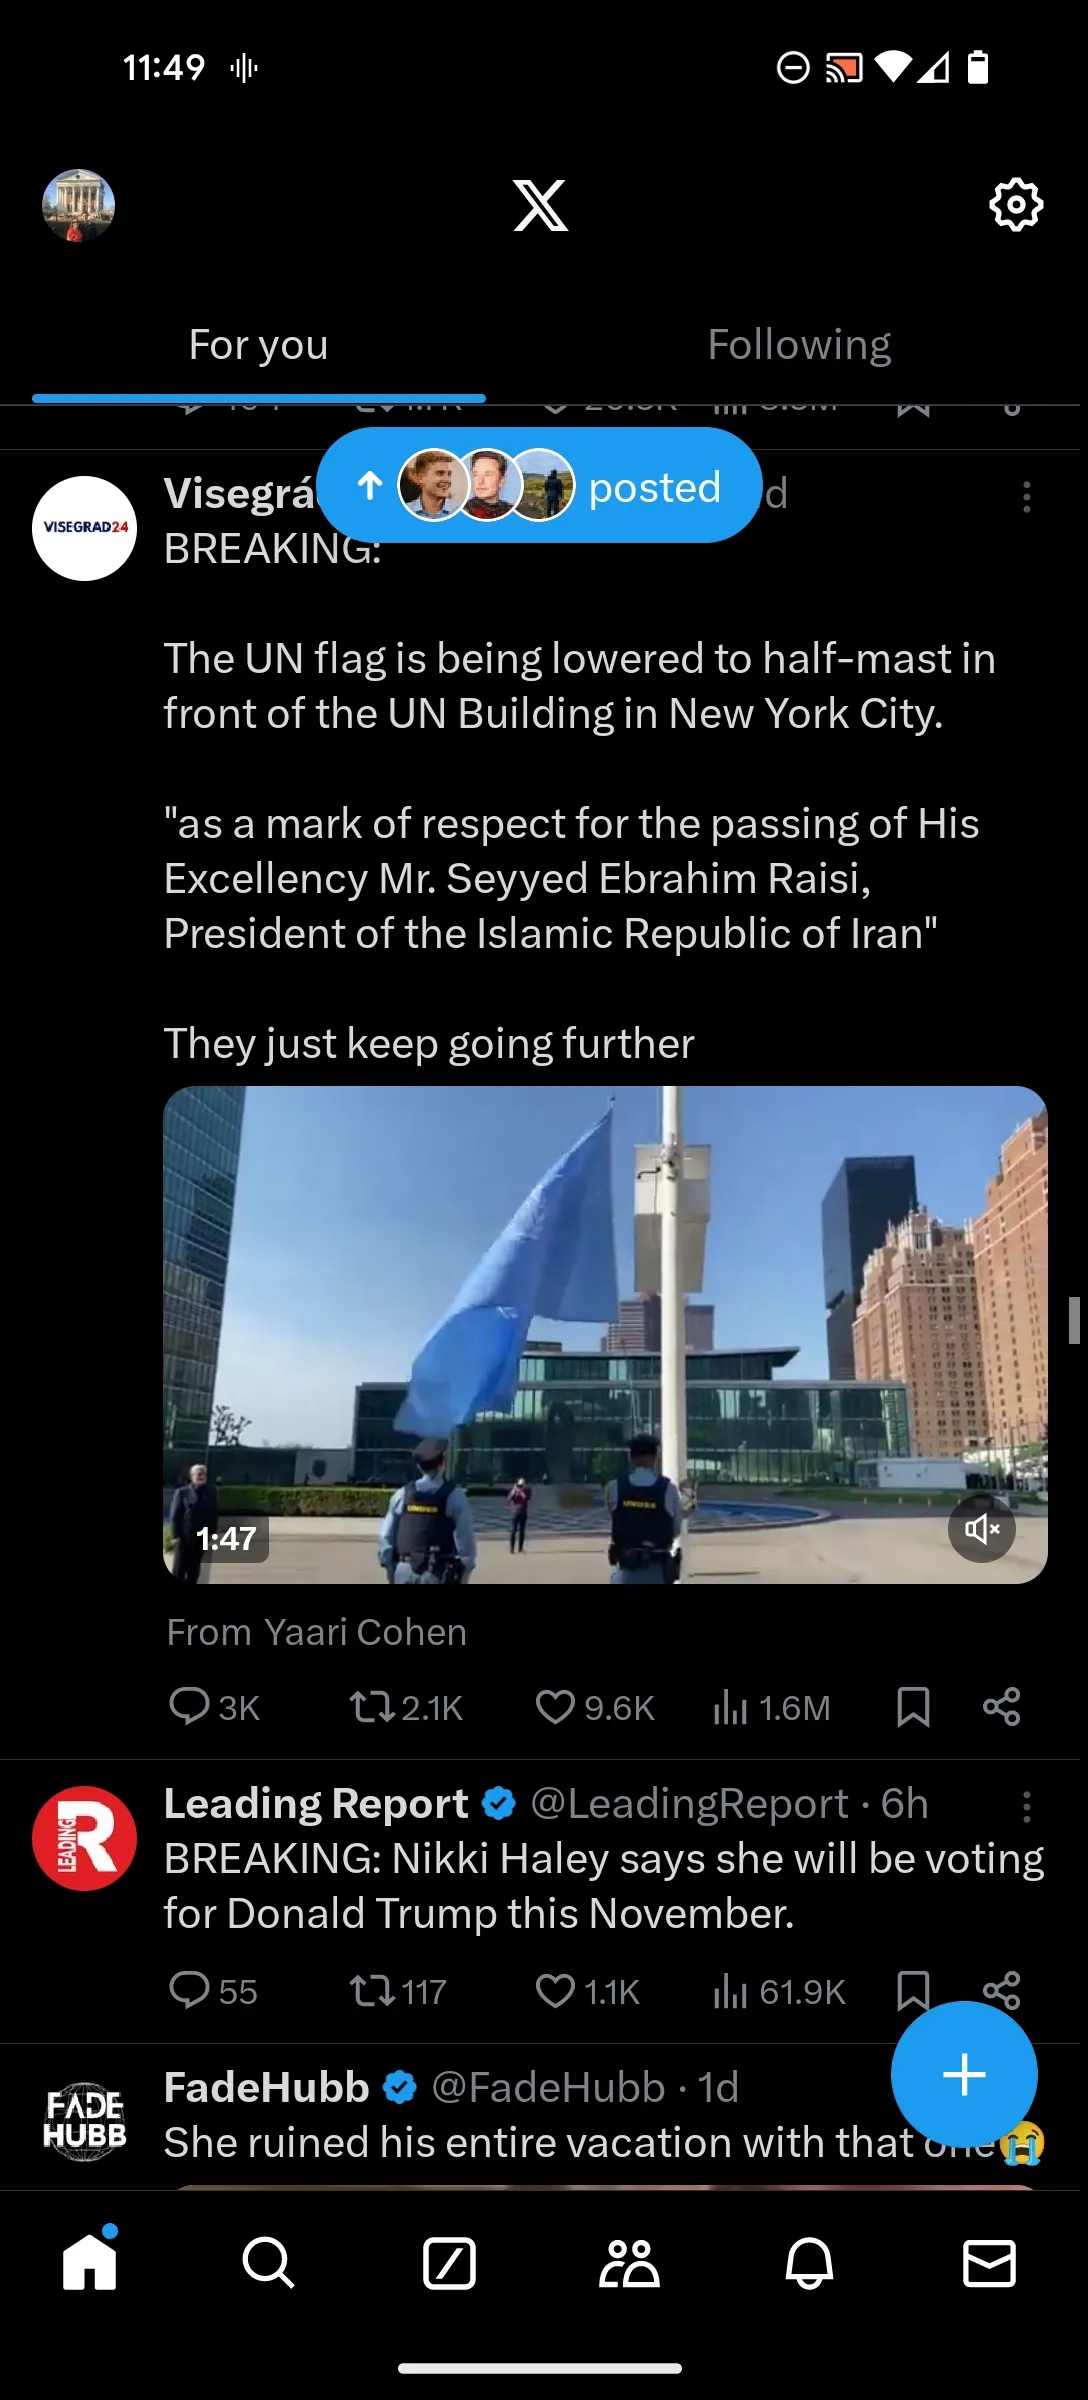 11:49
For you
Following
Visegrá
posted
d
VISEGRAD24
BREAKING:
The UN flag is being lowered to half-mast in
front of the UN Building in New York City.
"as a mark of respect for the passing of His
Excellency Mr. Seyyed Ebrahim Raisi,
President of the Islamic Republic of Iran"
They just keep going further
1:47
From Yaari Cohen
3K
2.1K
9.6K
1.6M
LEADING R
Leading Report @LeadingReport · 6h
BREAKING: Nikki Haley says she will be voting
for Donald Trump this November.
55
117
1.1K
61.9K
FADE
HUBB
FadeHubb @FadeHubb · 1d
She ruined his entire vacation with that one😭